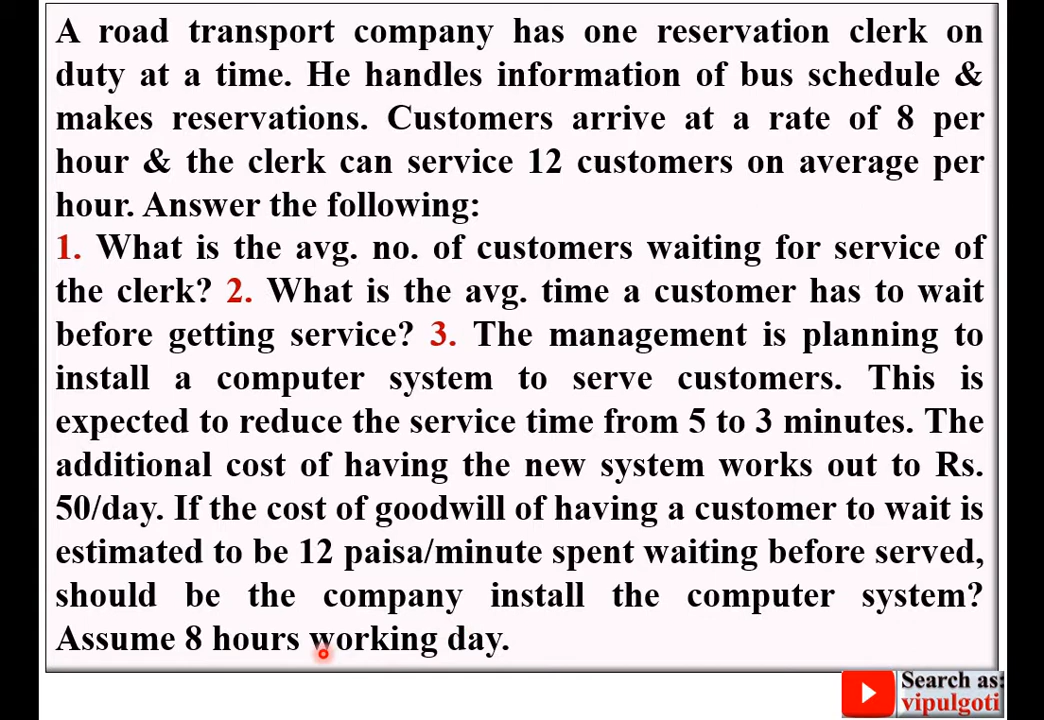 A road transport company has one reservation clerk on
duty at a time. He handles information of bus schedule &
makes reservations. Customers arrive at a rate of 8 per
hour & the clerk can service 12 customers on average per
hour. Answer the following:
1. What is the avg. no. of customers waiting for service of
the clerk? 2. What is the avg. time a customer has to wait
before getting service? 3. The management is planning to
install a computer system to serve customers. This is
expected to reduce the service time from 5 to 3 minutes. The
additional cost of having the new system works out to Rs.
50/day. If the cost of goodwill of having a customer to wait is
estimated to be 12 paisa/minute spent waiting before served,
should be the company install the computer system?
Assume 8 hours working day.
Search as:
vipulgoti